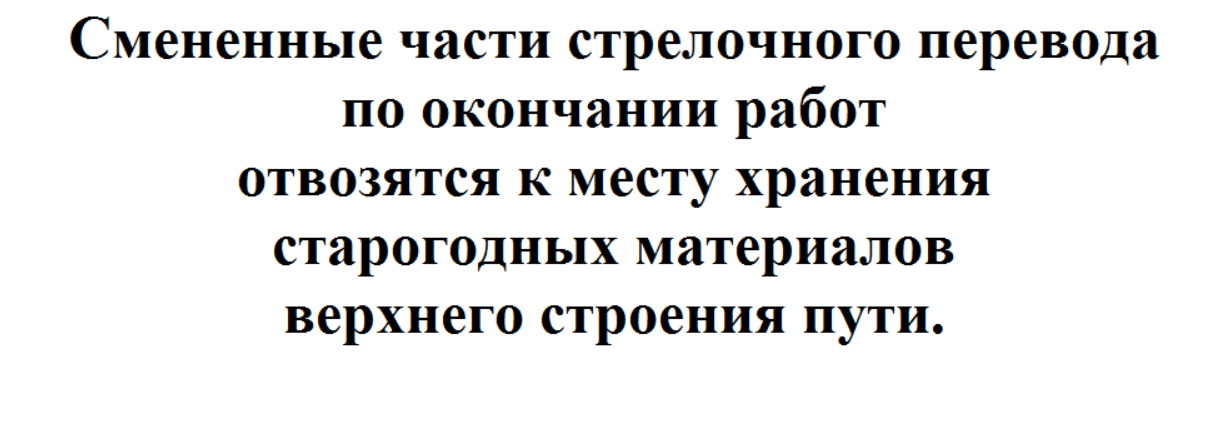 Смененные части стрелочного перевода
по окончании работ
отвозятся к месту хранения
старогодных материалов
верхнего строения пути.